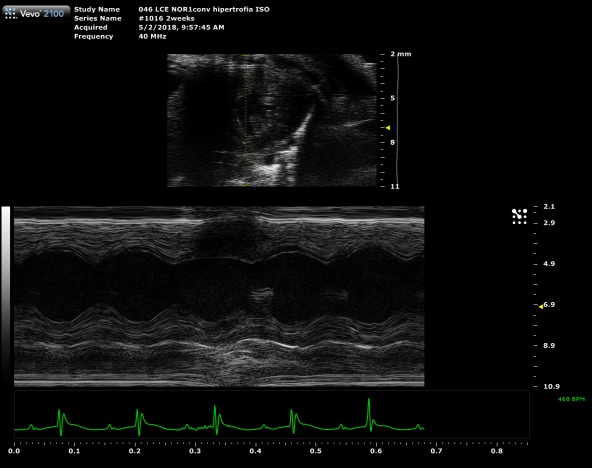 Vevo 2100
Study Name 046 LCE NOR1conv hipertrofia ISO
Series Name #1016 2weeks
Acquired 5/2/2018, 9:57:45 AM
Frequency 40 MHz
2 mm
5
8
11
2.1
2.9
4.9
6.9
8.9
10.9
468 BPM
0.0 0.1 0.2 0.3 0.4 0.5 0.6 0.7 0.8